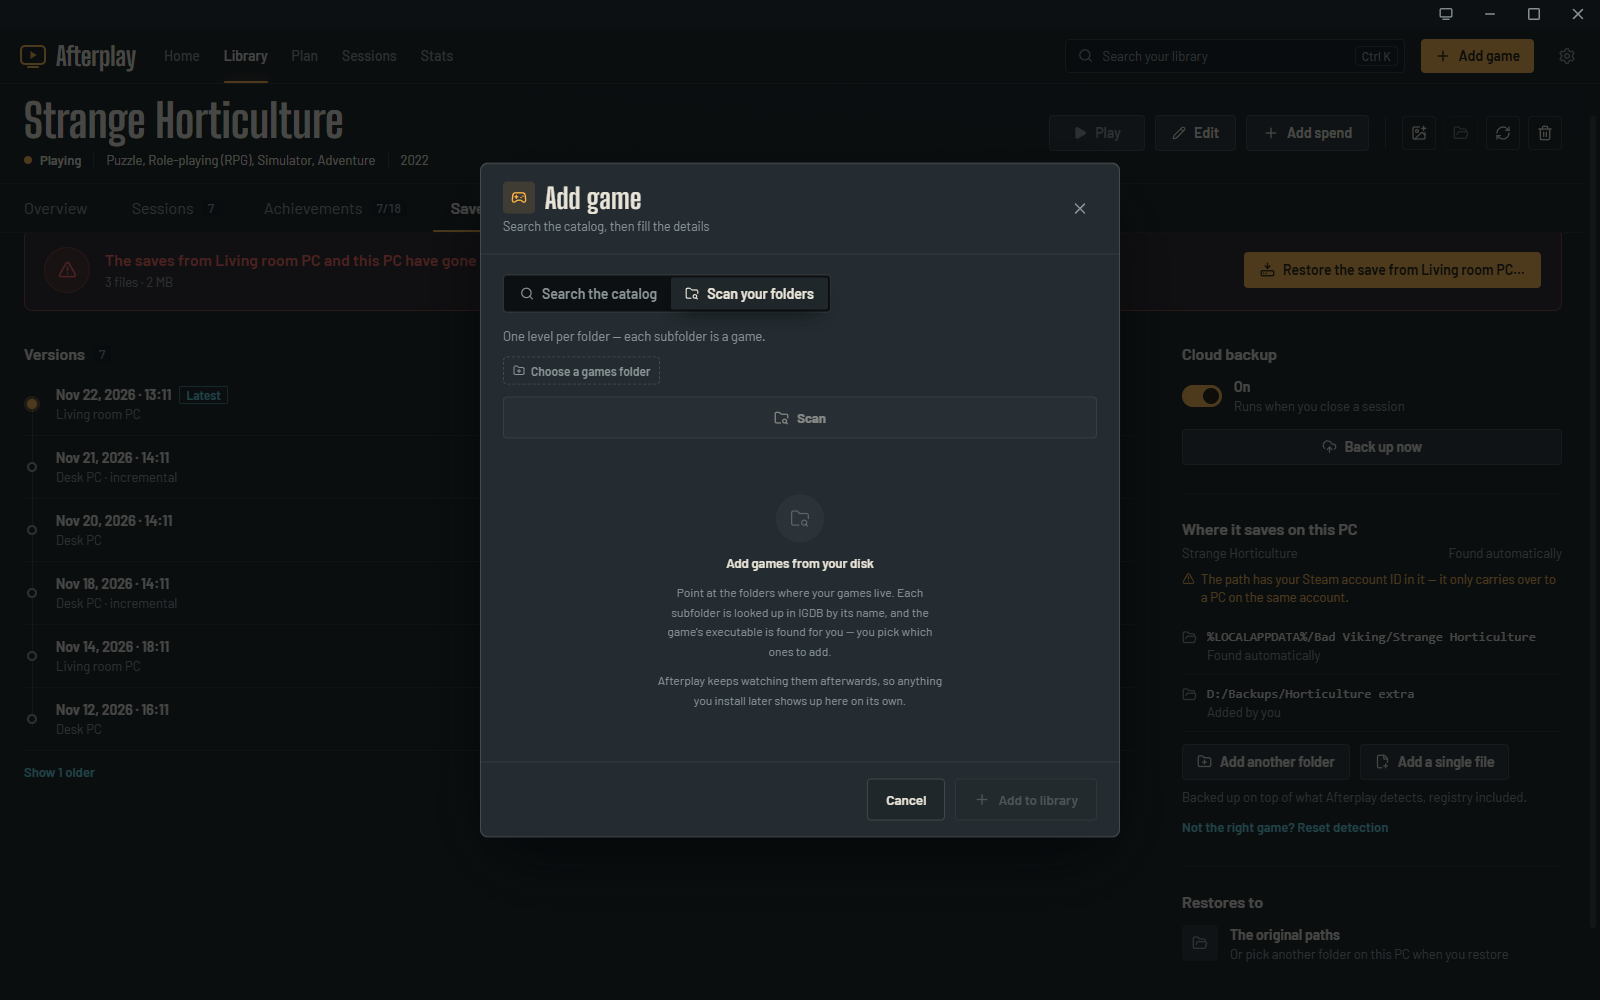 Afterplay
Home
Library
Plan
Sessions
Stats
Search your library
Ctrl K
Add game
Strange Horticulture
Playing
Puzzle, Role-playing (RPG), Simulator, Adventure
2022
Play
Edit
Add spend
Overview
Sessions 7
Achievements 7/18
Save
The saves from Living room PC and this PC have gone
3 files · 2 MB
Restore the save from Living room PC...
Versions 7
Nov 22, 2026 · 13:11 Latest
Living room PC
Nov 21, 2026 · 14:11
Desk PC · incremental
Nov 20, 2026 · 14:11
Desk PC
Nov 18, 2026 · 14:11
Desk PC · incremental
Nov 14, 2026 · 18:11
Living room PC
Nov 12, 2026 · 16:11
Desk PC
Show 1 older
Add game
Search the catalog, then fill the details
Search the catalog
Scan your folders
One level per folder — each subfolder is a game.
Choose a games folder
Scan
Add games from your disk
Point at the folders where your games live. Each
subfolder is looked up in IGDB by its name, and the
game's executable is found for you — you pick which
ones to add.
Afterplay keeps watching them afterwards, so anything
you install later shows up here on its own.
Cancel
Add to library
Cloud backup
On
Runs when you close a session
Back up now
Where it saves on this PC
Strange Horticulture
Found automatically
The path has your Steam account ID in it — it only carries over to
a PC on the same account.
%LOCALAPPDATA%/Bad Viking/Strange Horticulture
Found automatically
D:/Backups/Horticulture extra
Added by you
Add another folder
Add a single file
Backed up on top of what Afterplay detects, registry included.
Not the right game? Reset detection
Restores to
The original paths
Or pick another folder on this PC when you restore